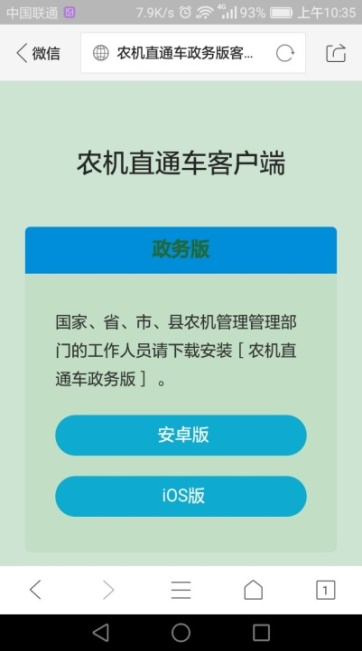 中国联通 7.9K/s 4G 93% 上午10:35
微信 农机直通车政务版客...
农机直通车客户端
政务版
国家、省、市、县农机管理管理部
门的工作人员请下载安装［农机直
通车政务版］。
安卓版
iOS版
1